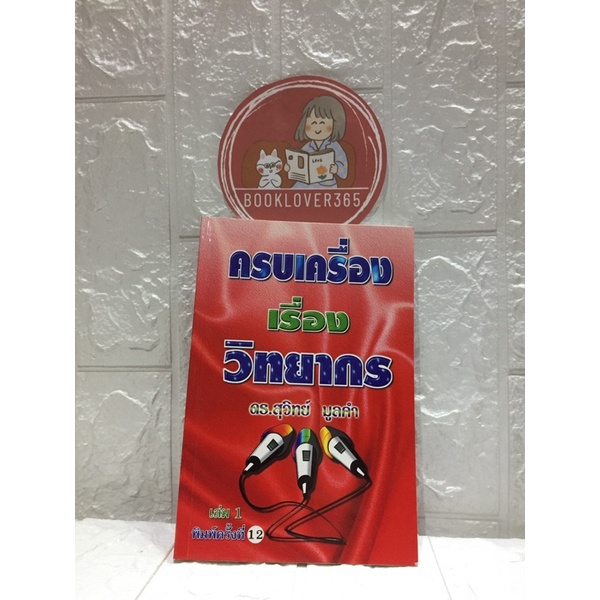 BOOKLOVER365
ครบเครื่อง
เรื่อง
วิทยากร
ดร.สุวิทย์ มูลคำ
เล่ม 1
พิมพ์ครั้งที่ 12